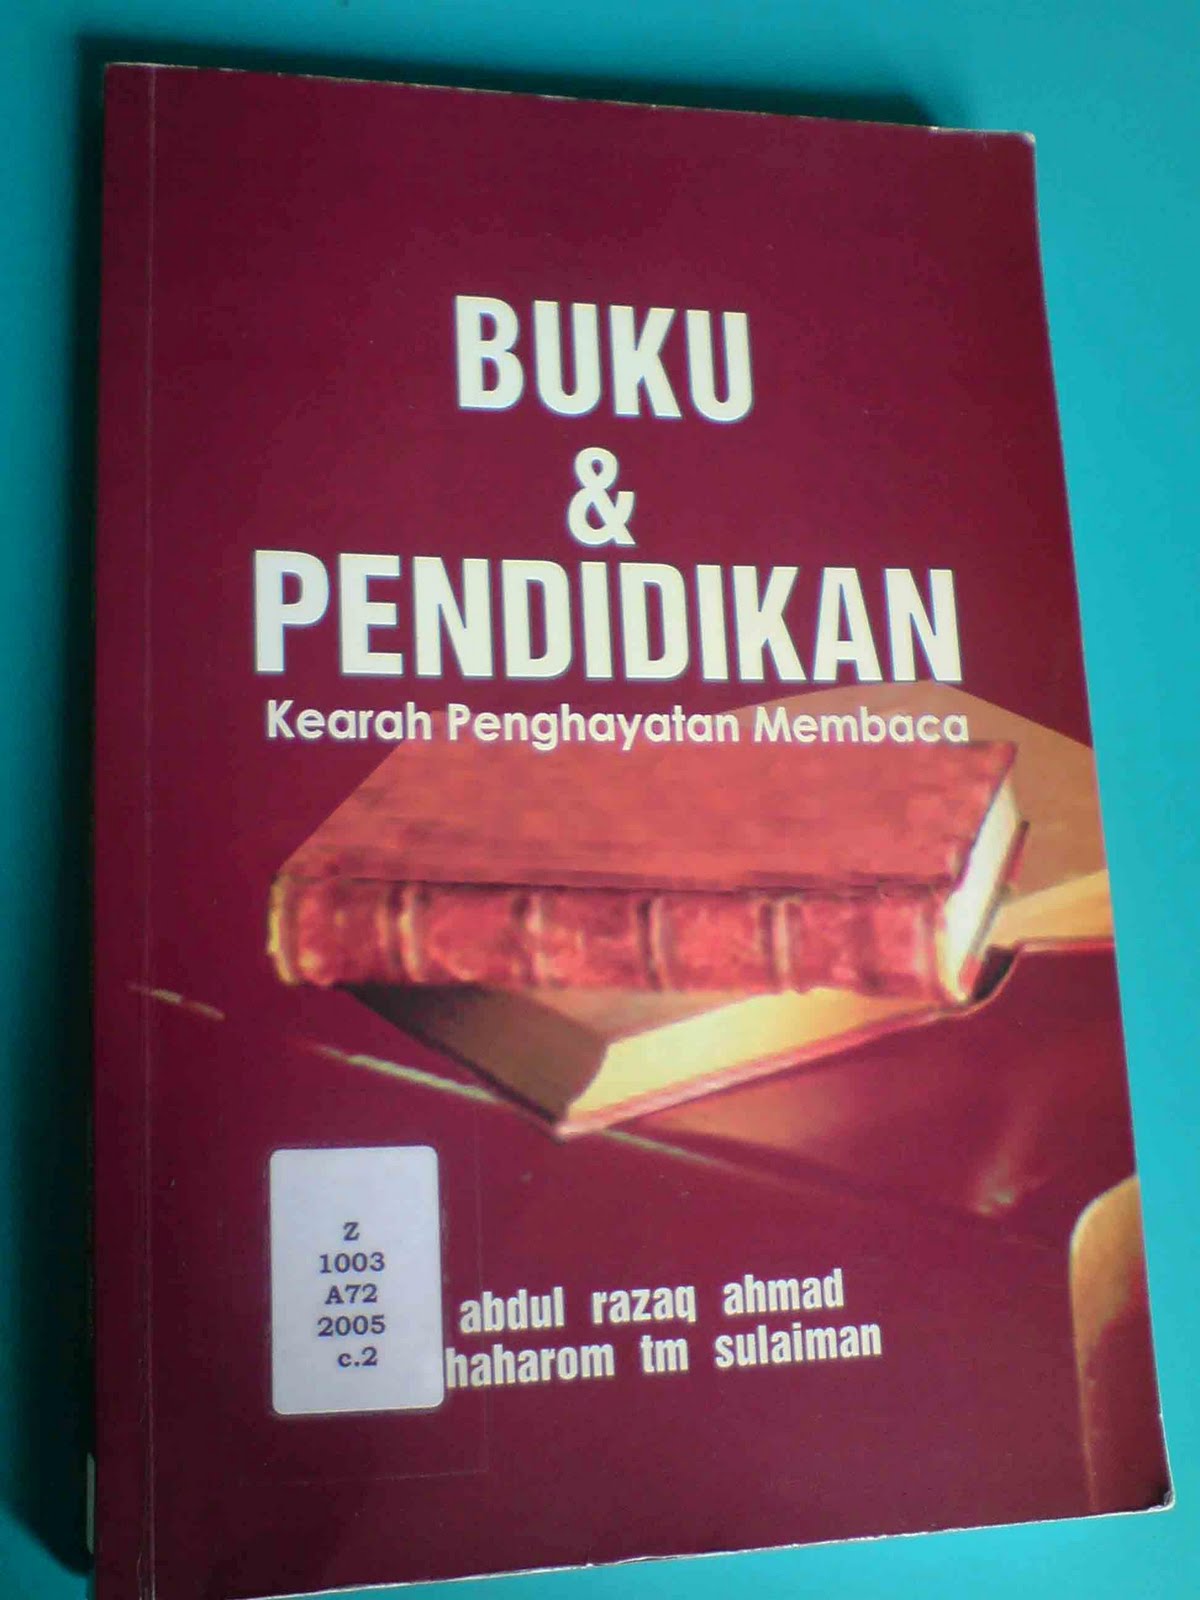 BUKU
&
PENDIDIKAN
Kearah Penghayatan Membaca
Z
1003
A72
2005
c.2
abdul razaq ahmad
haharom tm sulaiman